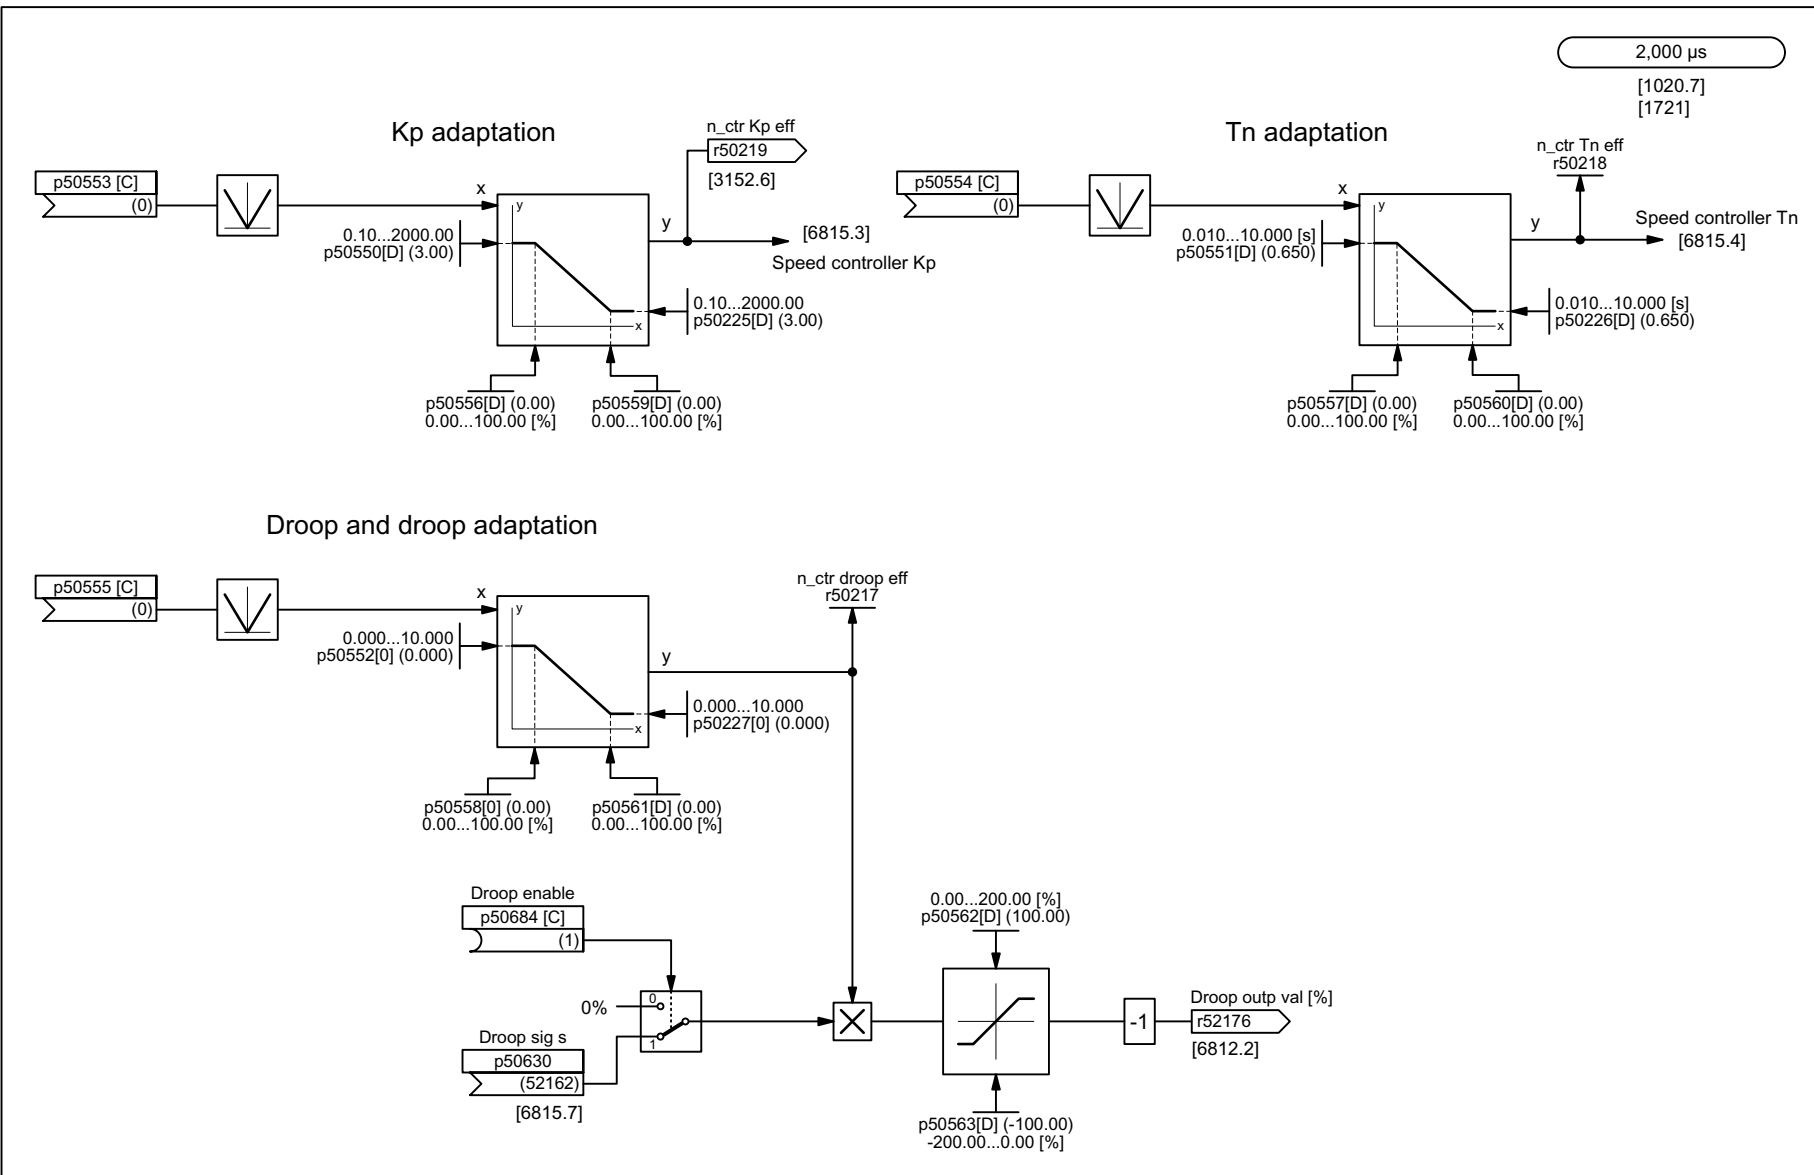 2,000 µs
[1020.7]
[1721]
Kp adaptation
n_ctr Kp eff
r50219
[3152.6]
p50553 [C]
(0)
x
y
0.10...2000.00
p50550[D] (3.00)
y
[6815.3]
Speed controller Kp
0.10...2000.00
p50225[D] (3.00)
x
p50556[D] (0.00)
0.00...100.00 [%]
p50559[D] (0.00)
0.00...100.00 [%]
Tn adaptation
n_ctr Tn eff
r50218
p50554 [C]
(0)
x
y
0.010...10.000 [s]
p50551[D] (0.650)
y
Speed controller Tn
[6815.4]
0.010...10.000 [s]
p50226[D] (0.650)
x
p50557[D] (0.00)
0.00...100.00 [%]
p50560[D] (0.00)
0.00...100.00 [%]
Droop and droop adaptation
n_ctr droop eff
r50217
p50555 [C]
(0)
x
y
0.000...10.000
p50552[0] (0.000)
y
0.000...10.000
p50227[0] (0.000)
x
p50558[0] (0.00)
0.00...100.00 [%]
p50561[D] (0.00)
0.00...100.00 [%]
Droop enable
p50684 [C]
(1)
0%
0
1
Droop sig s
p50630
(52162)
[6815.7]
0.00...200.00 [%]
p50562[D] (100.00)
p50563[D] (-100.00)
-200.00...0.00 [%]
-1
Droop outp val [%]
r52176
[6812.2]